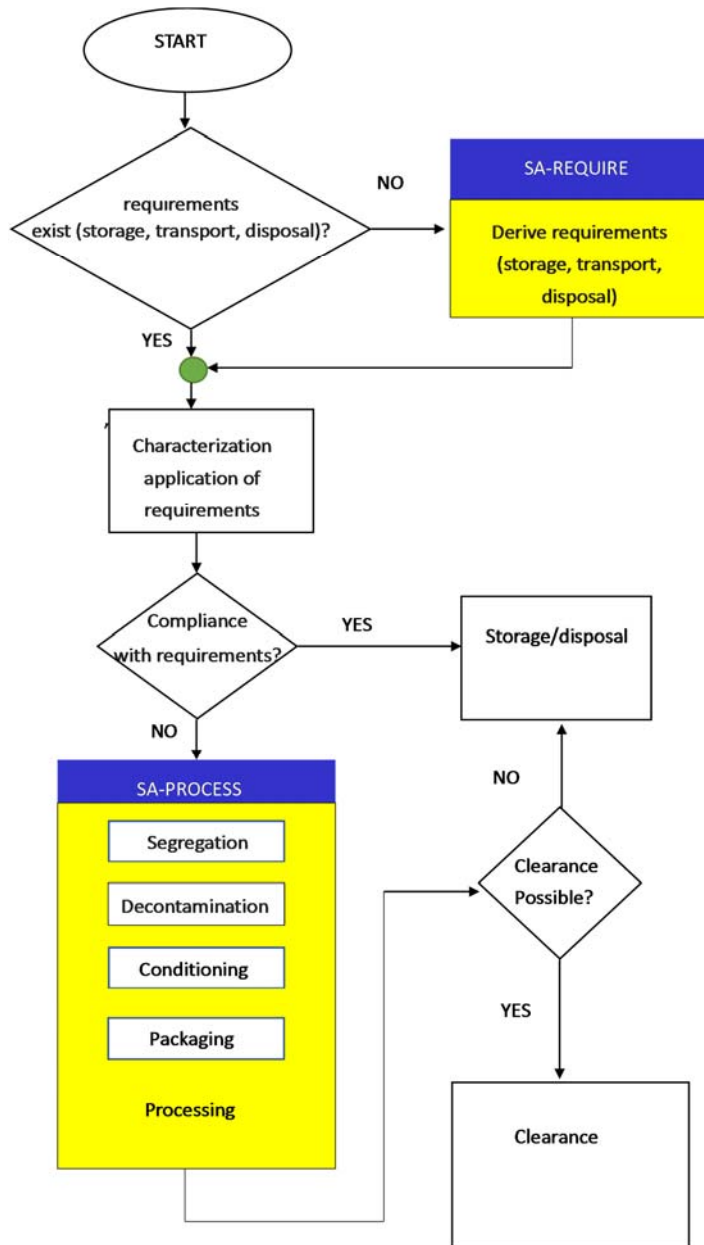 START
requirements
exist (storage, transport, disposal)?
NO
SA-REQUIRE
Derive requirements
(storage, transport,
disposal)
YES
,
Characterization
application of
requirements
Compliance
with requirements?
YES
Storage/disposal
NO
SA-PROCESS
Segregation
Decontamination
Conditioning
Packaging
Processing
NO
Clearance
Possible?
YES
Clearance